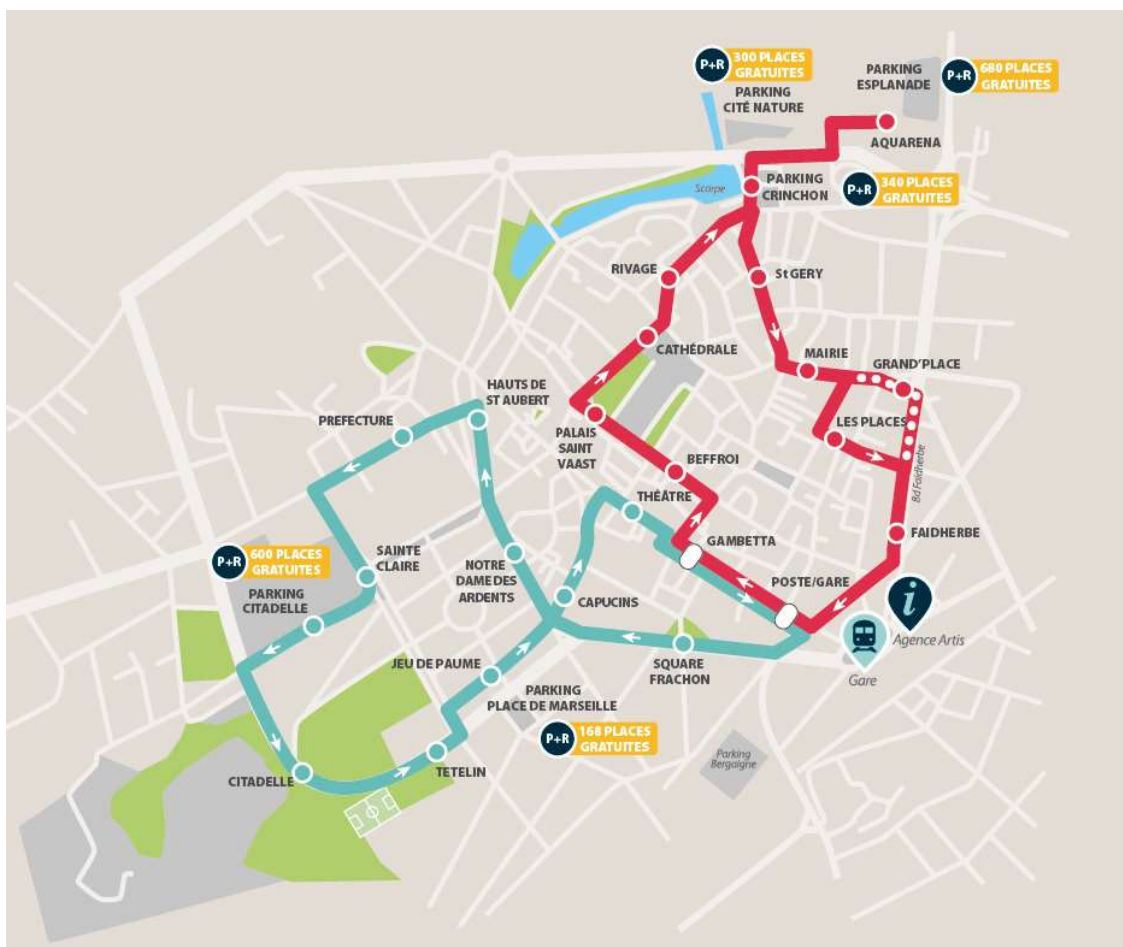 P+R
300 PLACES
GRATUITES
PARKING
CITÉ NATURE
PARKING
ESPLANADE
P+R
680 PLACES
GRATUITES
AQUARENA
Scarpe
PARKING
CRINCHON
P+R
340 PLACES
GRATUITES
RIVAGE
St GERY
CATHÉDRALE
MAIRIE
GRAND'PLACE
HAUTS DE
ST AUBERT
PREFECTURE
PALAIS
SAINT
VAAST
LES PLACES
BEFFROI
Bd Faidherbe
THÉÂTRE
GAMBETTA
FAIDHERBE
P+R
600 PLACES
GRATUITES
PARKING
CITADELLE
SAINTE
CLAIRE
NOTRE
DAME DES
ARDENTS
CAPUCINS
POSTE/GARE
i
Agence Artis
Gare
JEU DE PAUME
SQUARE
FRACHON
PARKING
PLACE DE MARSEILLE
P+R
168 PLACES
GRATUITES
Parking
Bergaigne
CITADELLE
TETELIN